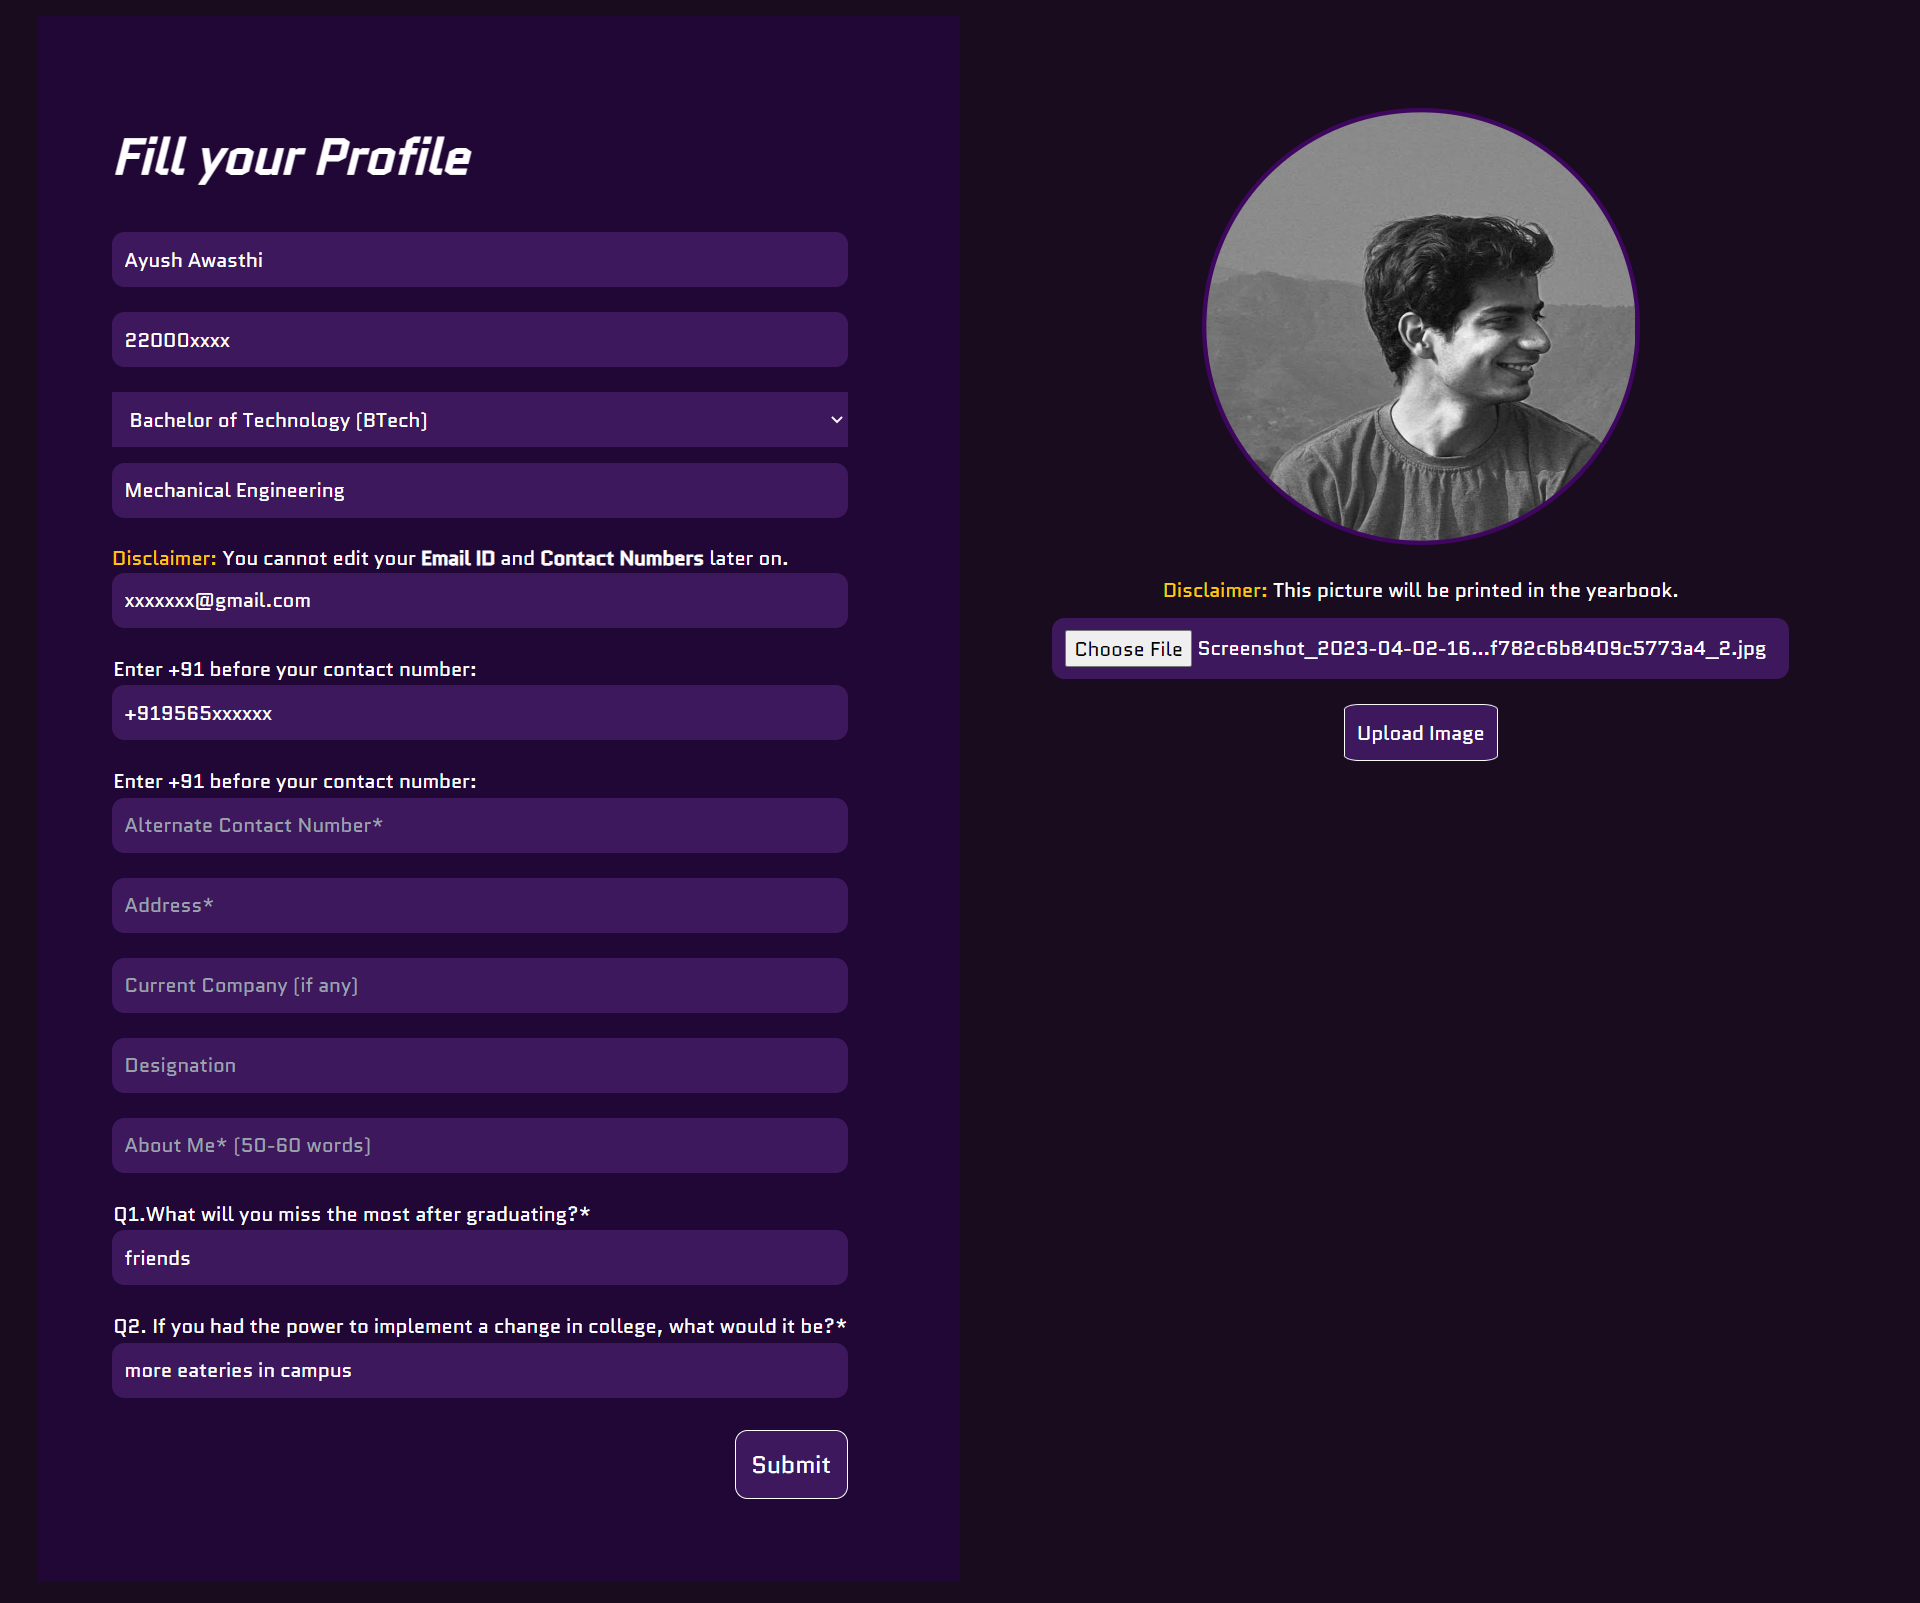 Fill your Profile
Ayush Awasthi
22000xxxx
Bachelor of Technology (BTech)
Mechanical Engineering
Disclaimer: You cannot edit your Email ID and Contact Numbers later on.
xxxxxxx@gmail.com
Enter +91 before your contact number:
+919565xxxxxx
Enter +91 before your contact number:
Alternate Contact Number*
Address*
Current Company (if any)
Designation
About Me* (50-60 words)
Q1.What will you miss the most after graduating?*
friends
Q2. If you had the power to implement a change in college, what would it be?*
more eateries in campus
Submit
Disclaimer: This picture will be printed in the yearbook.
Choose File Screenshot_2023-04-02-16...f782c6b8409c5773a4_2.jpg
Upload Image